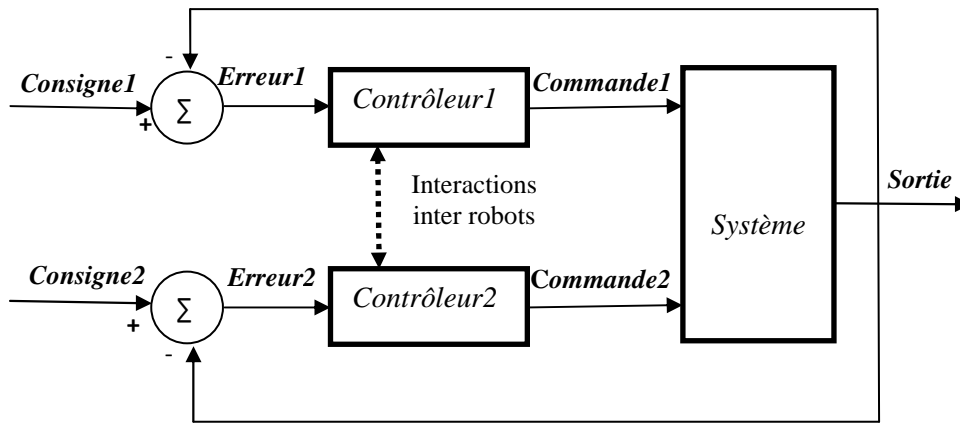 -
Consigne1
+
∑
Erreur1
Contrôleur1
Commande1
Interactions
inter robots
Système
Sortie
Consigne2
+
∑
-
Erreur2
Contrôleur2
Commande2